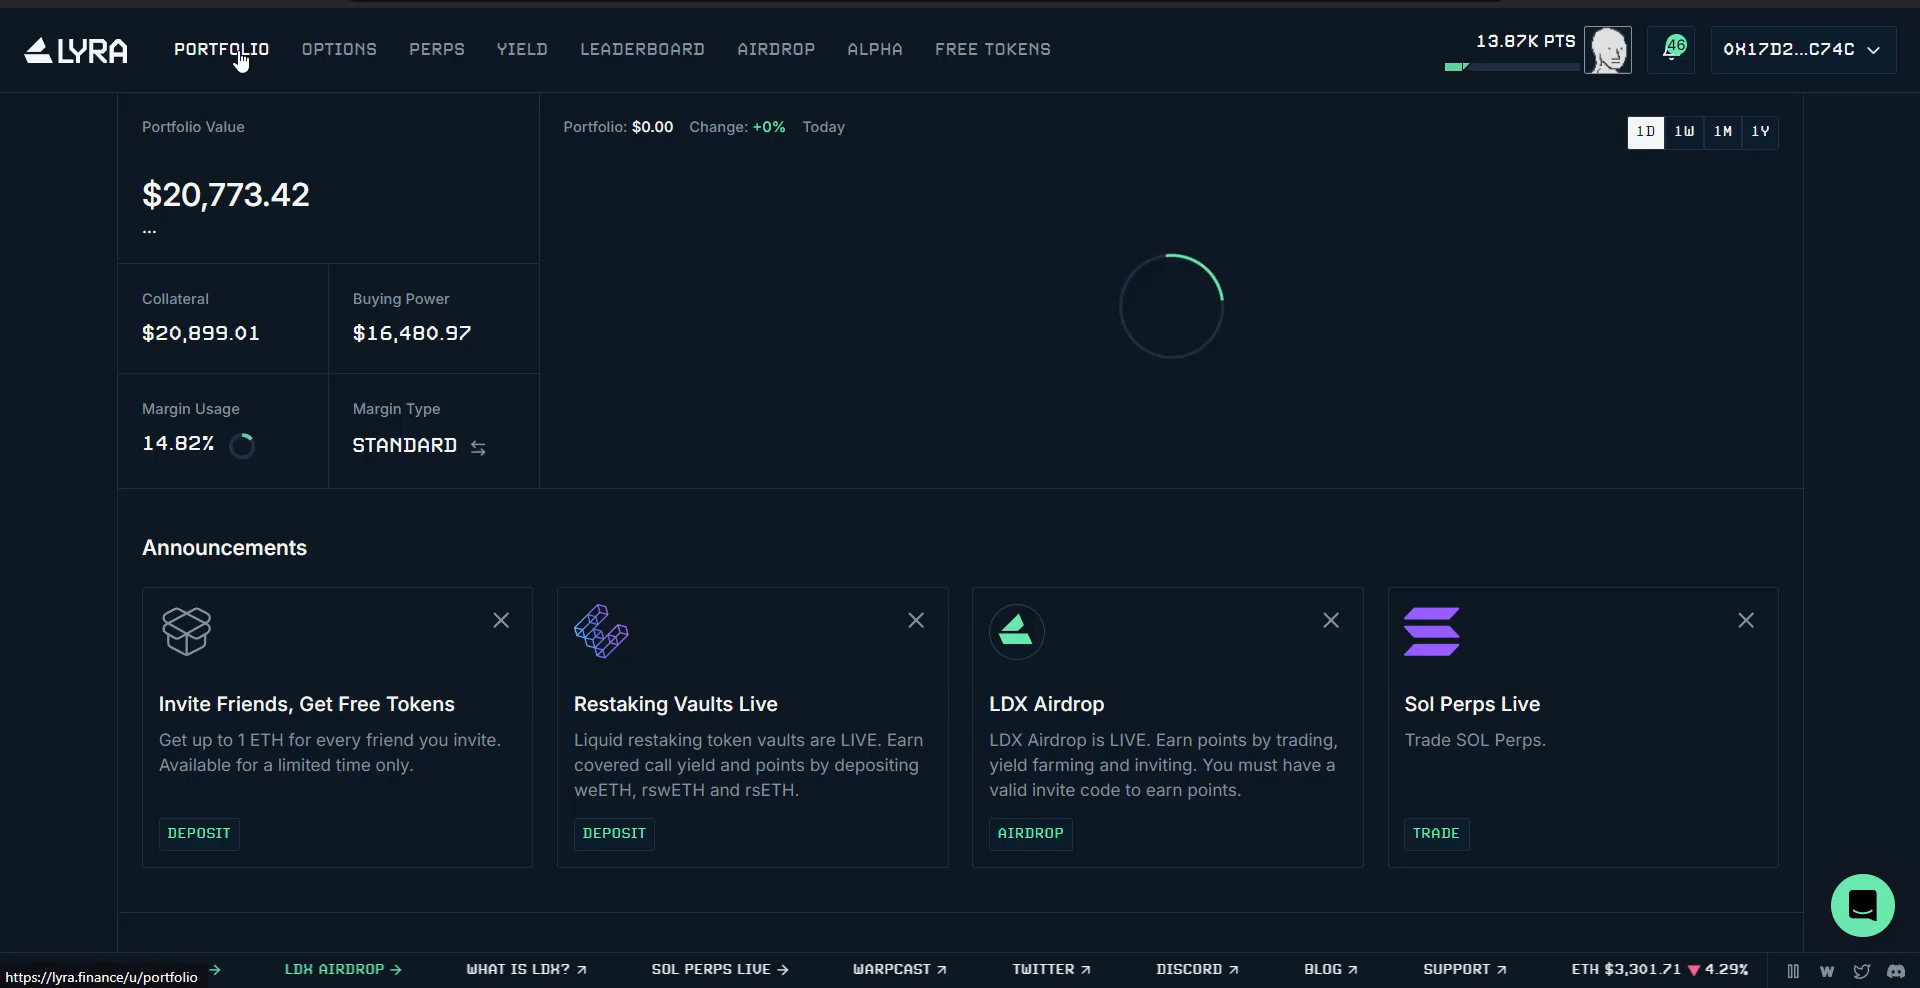 LYRA
PORTFOLIO
OPTIONS
PERPS
YIELD
LEADERBOARD
AIRDROP
ALPHA
FREE TOKENS
13.87K PTS
46
0X17D2...C74C
Portfolio Value
$20,773.42
...
Portfolio: $0.00 Change: +0% Today
1D 1W 1M 1Y
Collateral
$20,899.01
Buying Power
$16,480.97
Margin Usage
14.82%
Margin Type
STANDARD
Announcements
Invite Friends, Get Free Tokens
Get up to 1 ETH for every friend you invite.
Available for a limited time only.
DEPOSIT
Restaking Vaults Live
Liquid restaking token vaults are LIVE. Earn
covered call yield and points by depositing
weETH, rswETH and rsETH.
DEPOSIT
LDX Airdrop
LDX Airdrop is LIVE. Earn points by trading,
yield farming and inviting. You must have a
valid invite code to earn points.
AIRDROP
Sol Perps Live
Trade SOL Perps.
TRADE
https://lyra.finance/u/portfolio
→
LDX AIRDROP →
WHAT IS LDX? ↗
SOL PERPS LIVE →
WARPCAST ↗
TWITTER ↗
DISCORD ↗
BLOG ↗
SUPPORT ↗
ETH $3,301.71 ▼ 4.29%